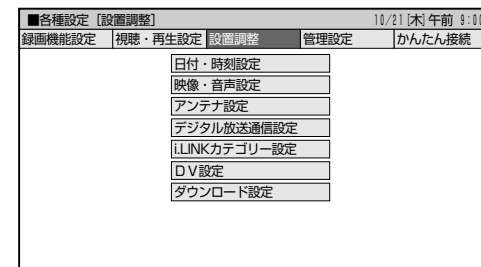 ■各種設定 [設置調整] 10/21[木]午前 9:00
録画機能設定 視聴・再生設定 設置調整 管理設定 かんたん接続
日付・時刻設定
映像・音声設定
アンテナ設定
デジタル放送通信設定
i.LINKカテゴリー設定
DV設定
ダウンロード設定